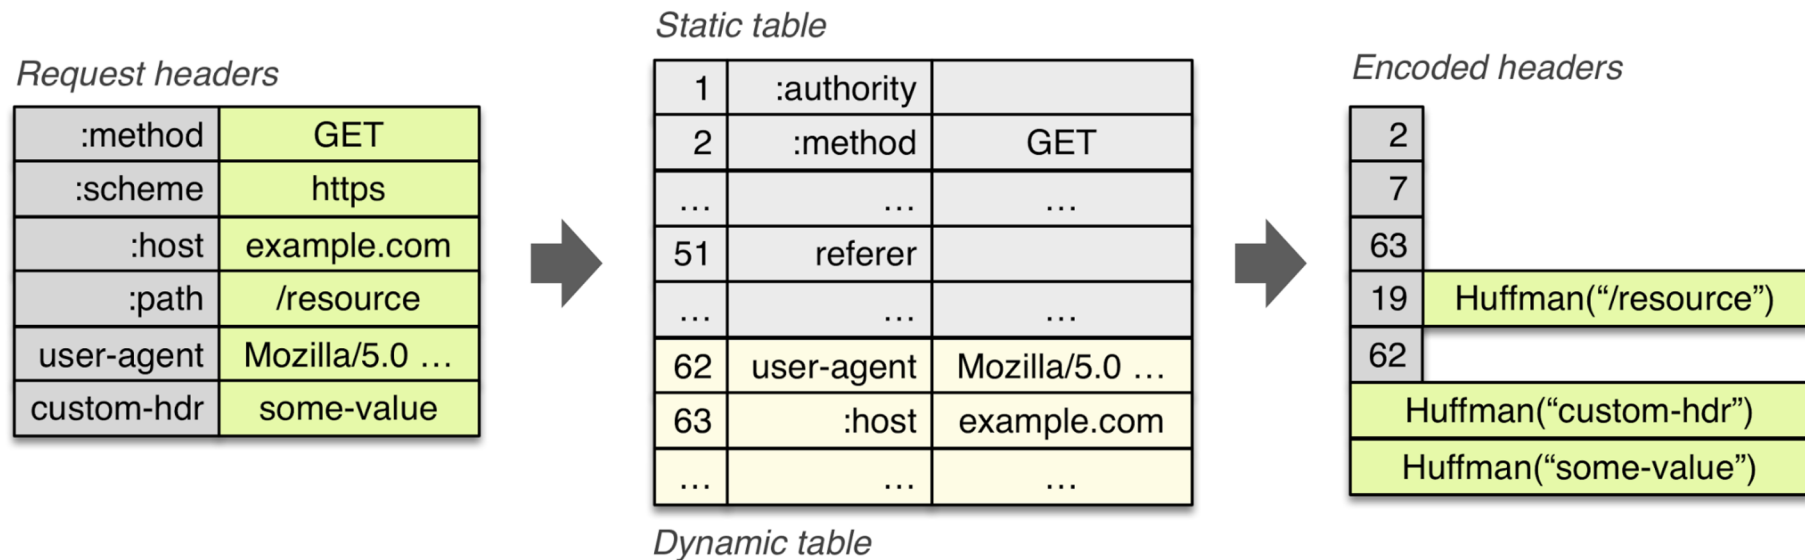 Request headers
:method GET
:scheme https
:host example.com
:path /resource
user-agent Mozilla/5.0 …
custom-hdr some-value
Static table
1 :authority
2 :method GET
… … …
51 referer
… … …
62 user-agent Mozilla/5.0 …
63 :host example.com
… … …
Dynamic table
Encoded headers
2
7
63
19 Huffman(“/resource”)
62
Huffman(“custom-hdr”)
Huffman(“some-value”)